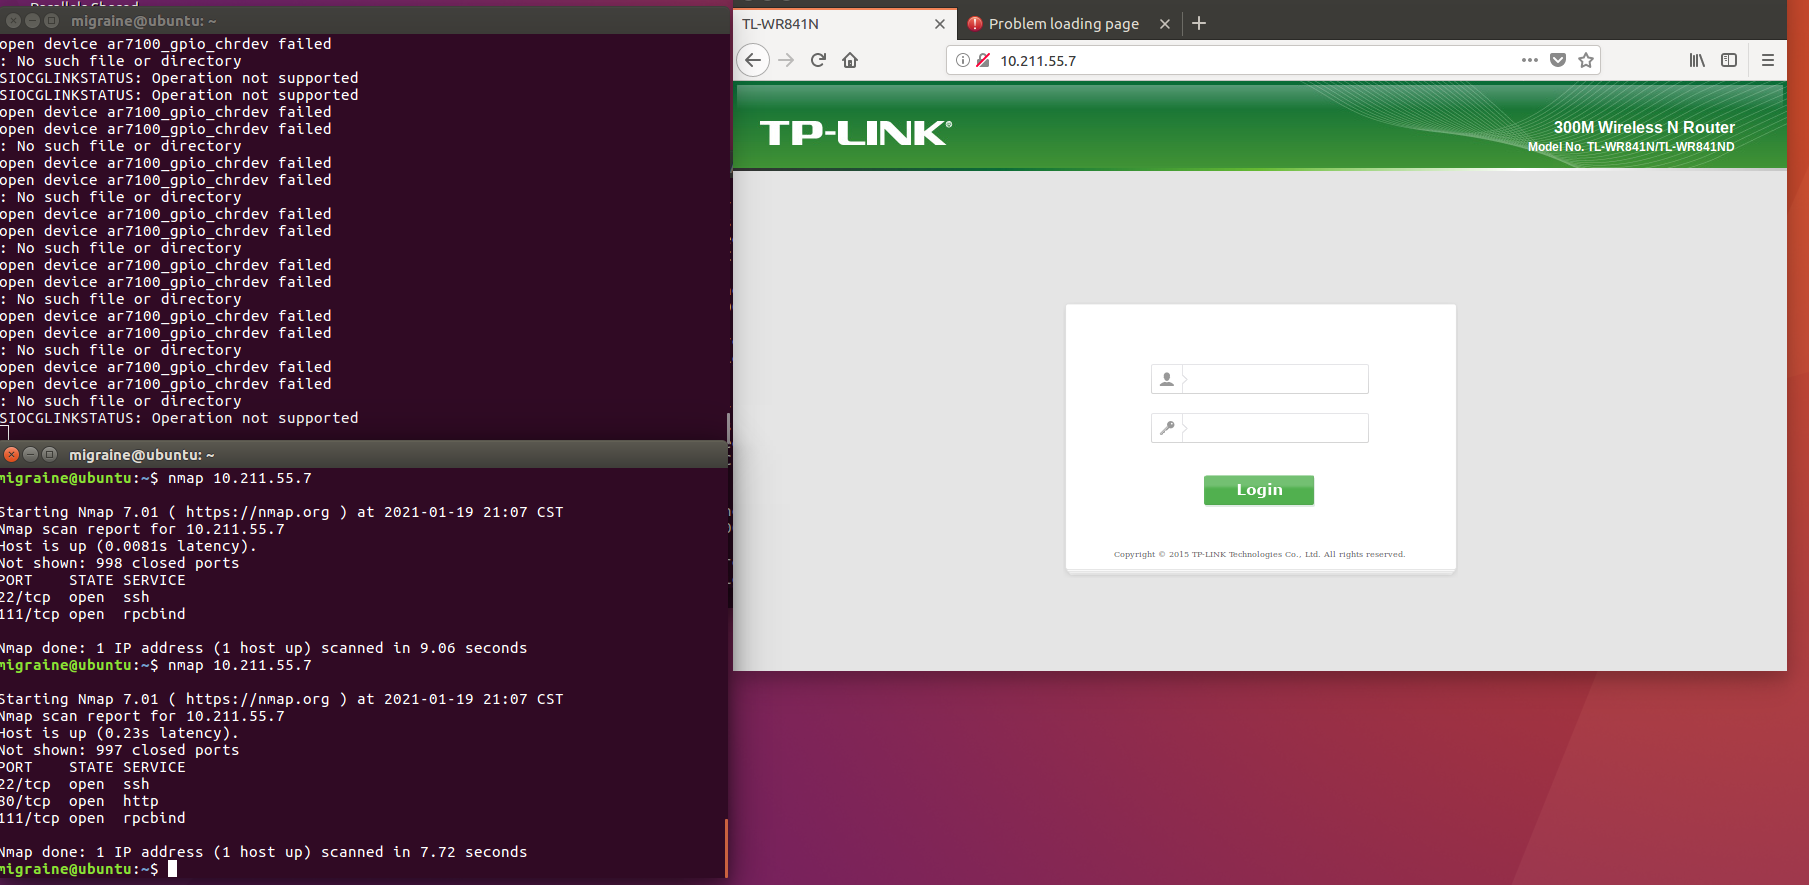 Parallels Shared
migraine@ubuntu: ~
open device ar7100_gpio_chrdev failed
: No such file or directory
SIOCGLINKSTATUS: Operation not supported
SIOCGLINKSTATUS: Operation not supported
open device ar7100_gpio_chrdev failed
open device ar7100_gpio_chrdev failed
: No such file or directory
open device ar7100_gpio_chrdev failed
open device ar7100_gpio_chrdev failed
: No such file or directory
open device ar7100_gpio_chrdev failed
open device ar7100_gpio_chrdev failed
: No such file or directory
open device ar7100_gpio_chrdev failed
open device ar7100_gpio_chrdev failed
: No such file or directory
open device ar7100_gpio_chrdev failed
open device ar7100_gpio_chrdev failed
: No such file or directory
open device ar7100_gpio_chrdev failed
open device ar7100_gpio_chrdev failed
: No such file or directory
SIOCGLINKSTATUS: Operation not supported
migraine@ubuntu: ~
migraine@ubuntu:~$ nmap 10.211.55.7
Starting Nmap 7.01 ( https://nmap.org ) at 2021-01-19 21:07 CST
Nmap scan report for 10.211.55.7
Host is up (0.0081s latency).
Not shown: 998 closed ports
PORT    STATE SERVICE
22/tcp  open  ssh
111/tcp open  rpcbind
Nmap done: 1 IP address (1 host up) scanned in 9.06 seconds
migraine@ubuntu:~$ nmap 10.211.55.7
Starting Nmap 7.01 ( https://nmap.org ) at 2021-01-19 21:07 CST
Nmap scan report for 10.211.55.7
Host is up (0.23s latency).
Not shown: 997 closed ports
PORT    STATE SERVICE
22/tcp  open  ssh
80/tcp  open  http
111/tcp open  rpcbind
Nmap done: 1 IP address (1 host up) scanned in 7.72 seconds
migraine@ubuntu:~$
TL-WR841N
Problem loading page
10.211.55.7
TP-LINK®
300M Wireless N Router
Model No. TL-WR841N/TL-WR841ND
Login
Copyright © 2015 TP-LINK Technologies Co., Ltd. All rights reserved.